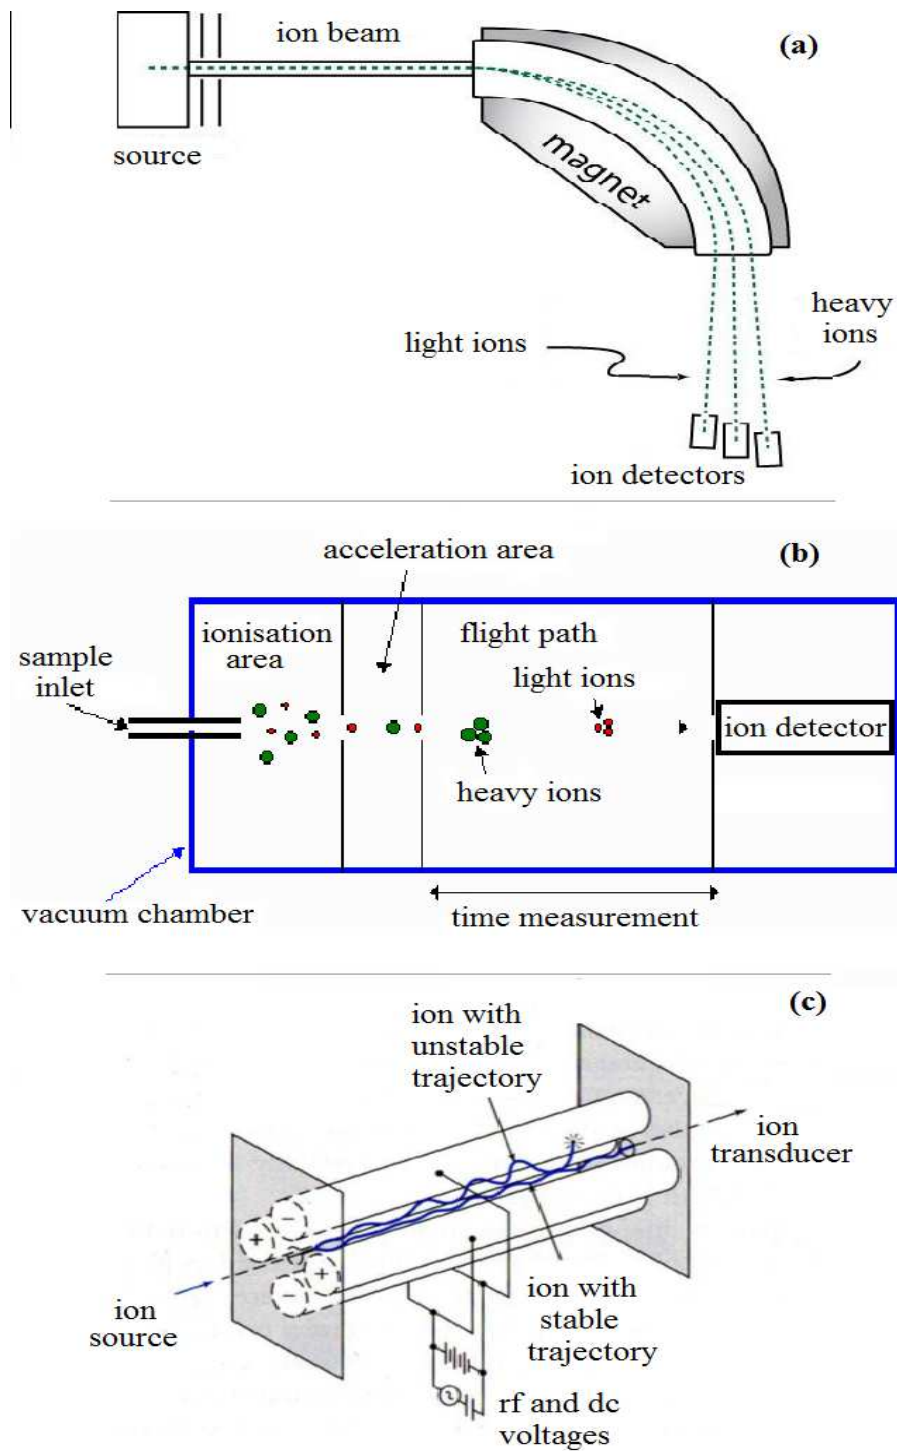 (a)
ion beam
source
magnet
light ions
heavy
ions
ion detectors
(b)
acceleration area
ionisation
area
flight path
sample
inlet
light ions
ion detector
heavy ions
vacuum chamber
time measurement
(c)
ion with
unstable
trajectory
ion
transducer
−
+
+
−
ion
source
ion with
stable
trajectory
rf and dc
voltages